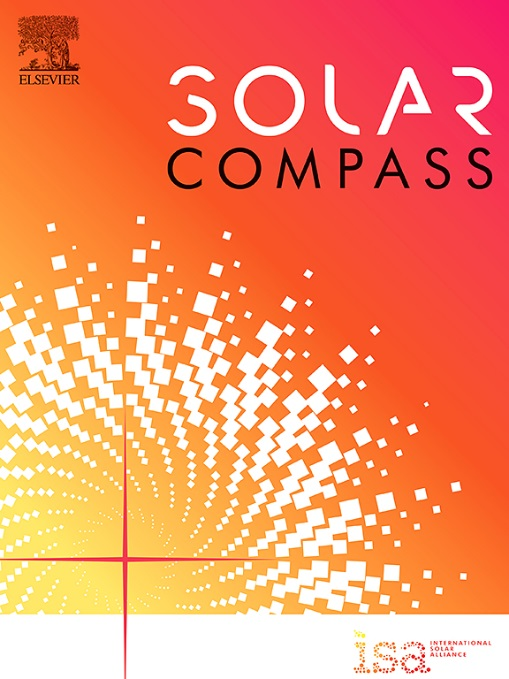 ELSEVIER
SOLAR
COMPASS
isa
INTERNATIONAL
SOLAR
ALLIANCE